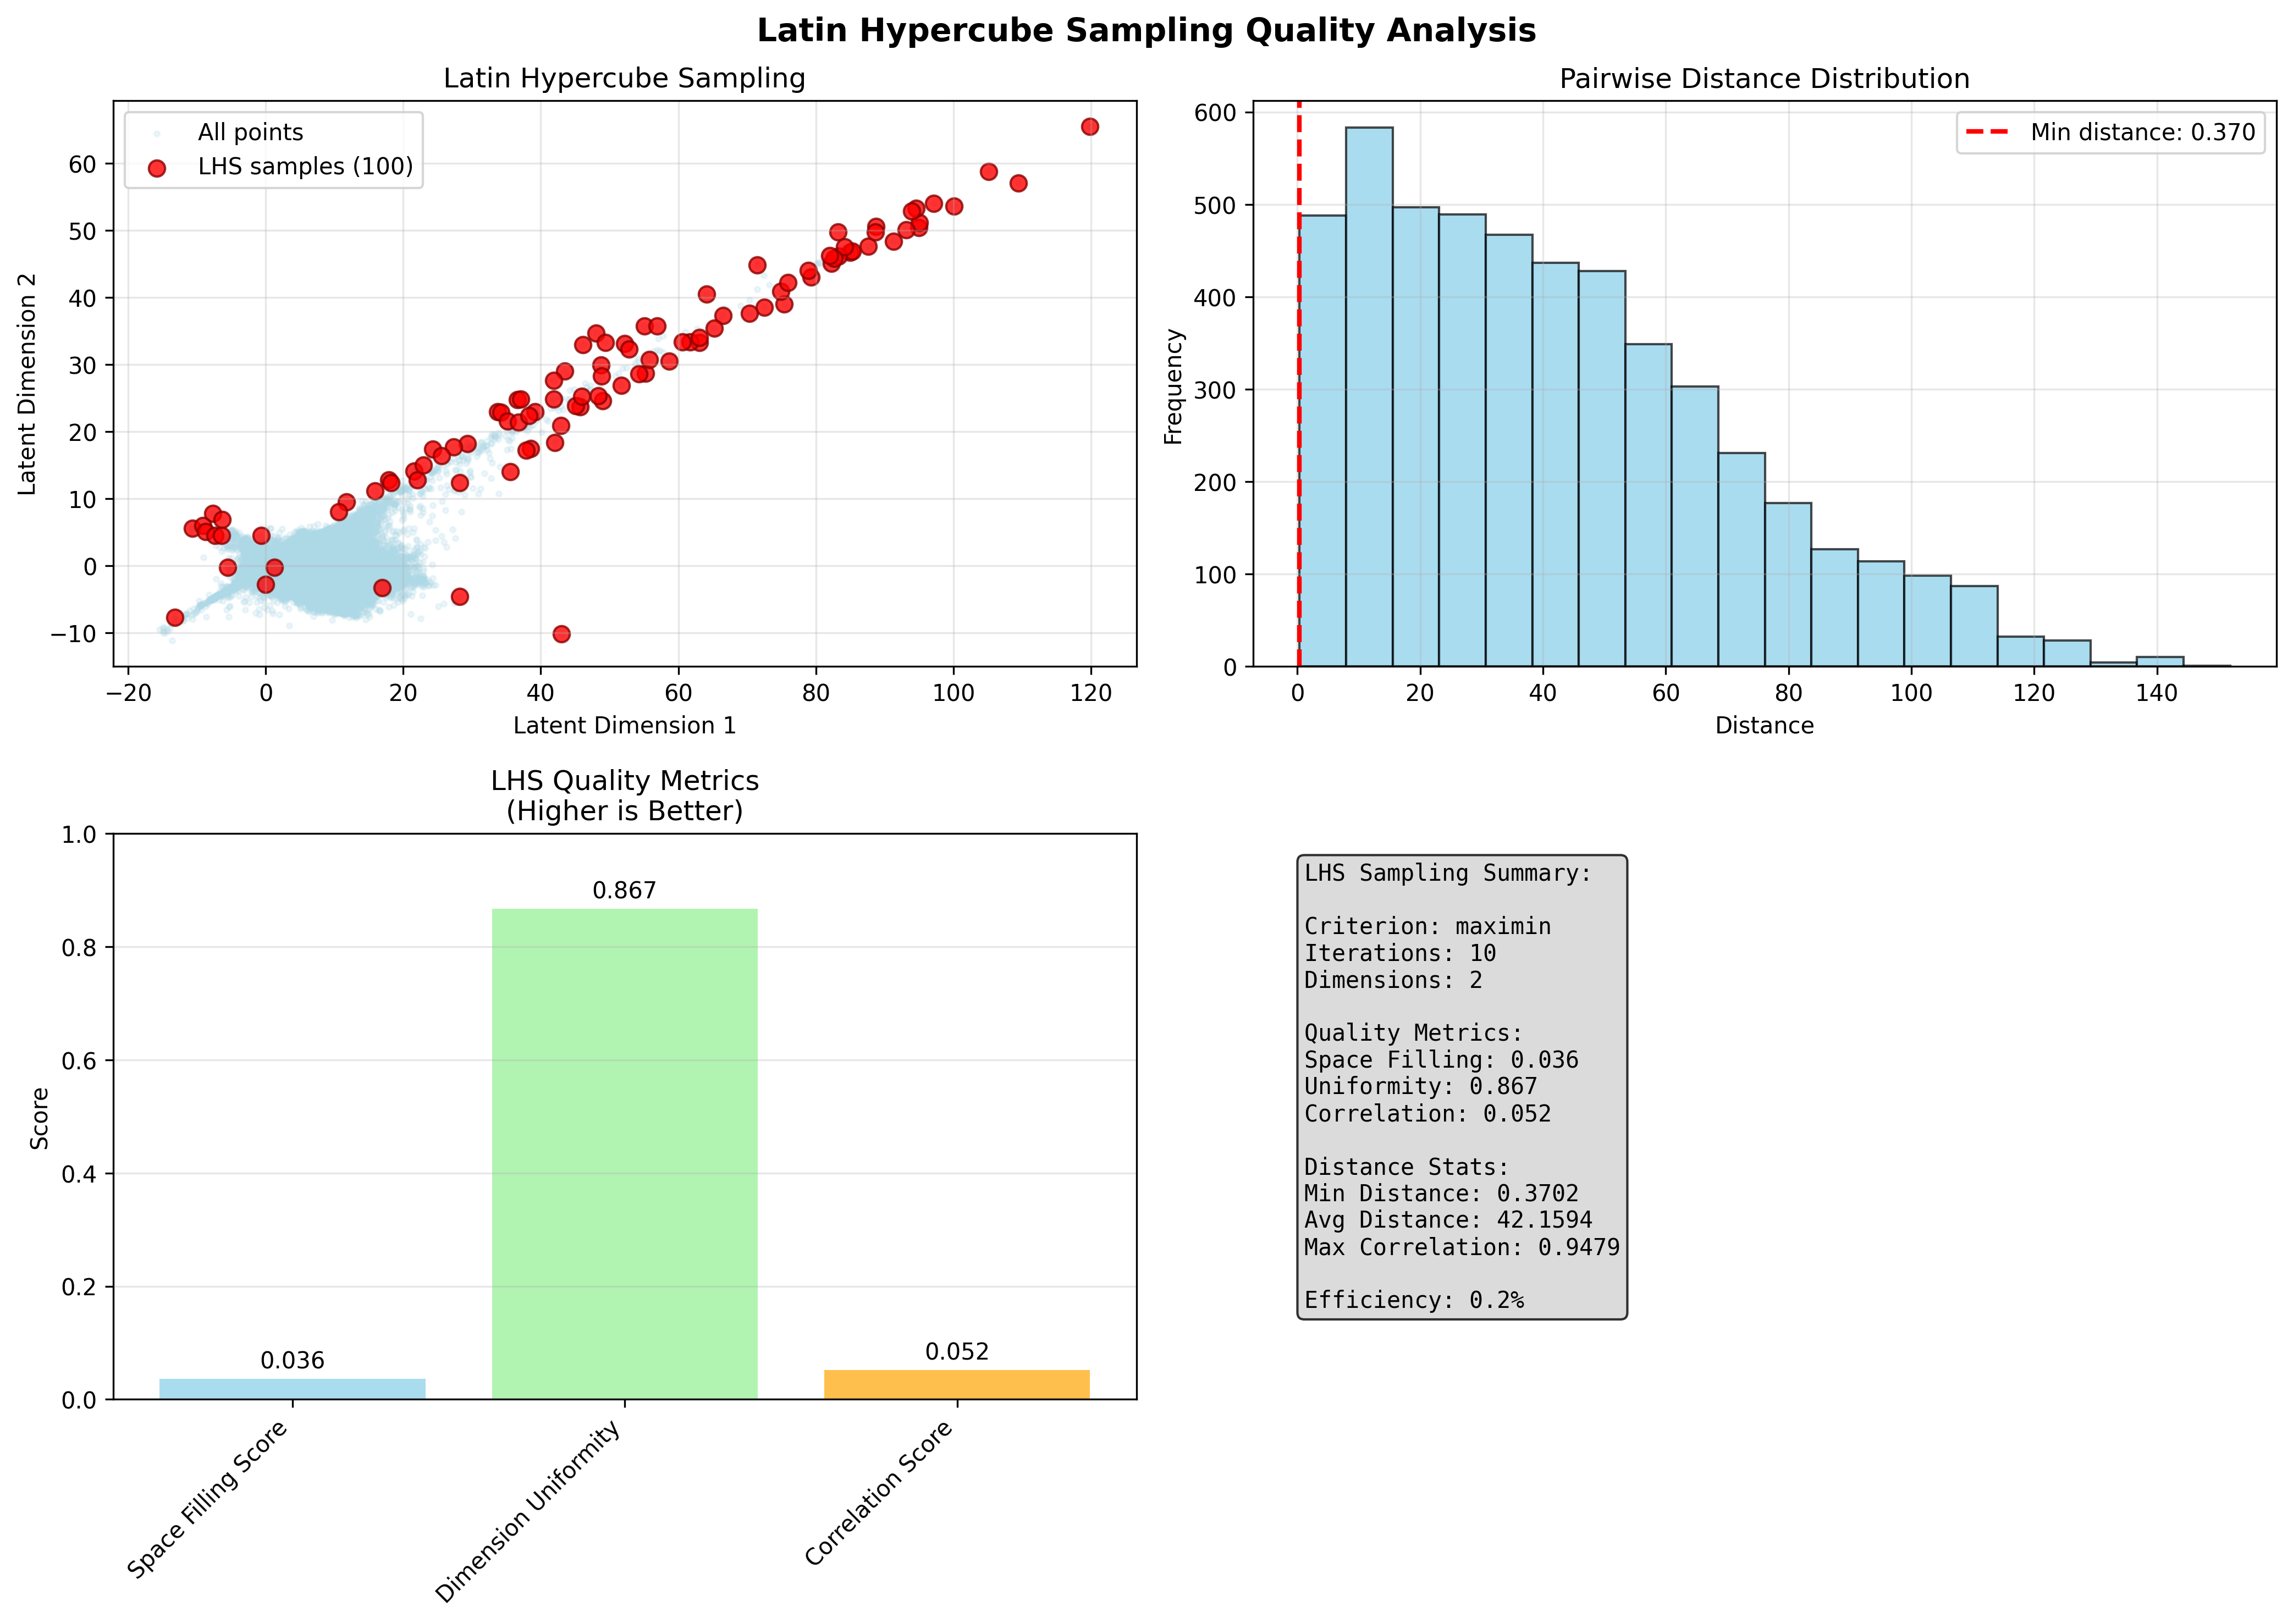 Latin Hypercube Sampling Quality Analysis
Latin Hypercube Sampling
All points
LHS samples (100)
60
50
40
30
20
10
0
−10
Latent Dimension 2
−20
0
20
40
60
80
100
120
Latent Dimension 1
Pairwise Distance Distribution
Min distance: 0.370
600
500
400
300
200
100
0
Frequency
0
20
40
60
80
100
120
140
Distance
LHS Quality Metrics
(Higher is Better)
1.0
0.8
0.6
0.4
0.2
0.0
Score
0.036
0.867
0.052
Space Filling Score
Dimension Uniformity
Correlation Score
LHS Sampling Summary:
Criterion: maximin
Iterations: 10
Dimensions: 2
Quality Metrics:
Space Filling: 0.036
Uniformity: 0.867
Correlation: 0.052
Distance Stats:
Min Distance: 0.3702
Avg Distance: 42.1594
Max Correlation: 0.9479
Efficiency: 0.2%